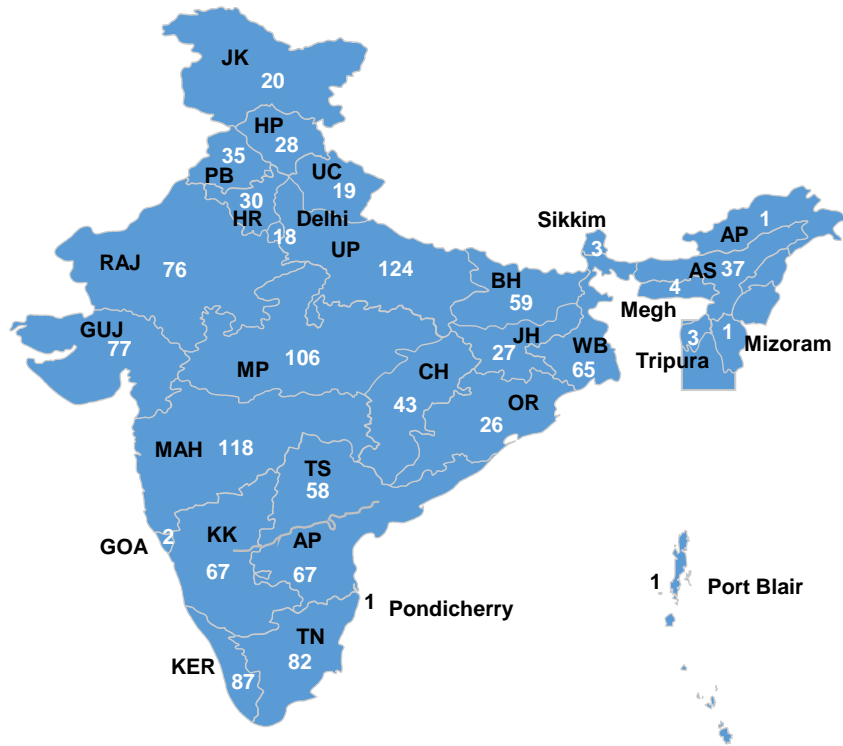 JK
20
HP
28
35
PB
UC
19
30
HR
Delhi
18
Sikkim
3
AP
1
RAJ
76
UP
124
AS
37
4
BH
59
Megh
GUJ
77
JH
27
WB
65
3
1
Tripura
Mizoram
MP
106
CH
43
OR
26
MAH
118
TS
58
GOA
2
KK
67
AP
67
1
Pondicherry
1
Port Blair
TN
82
KER
87